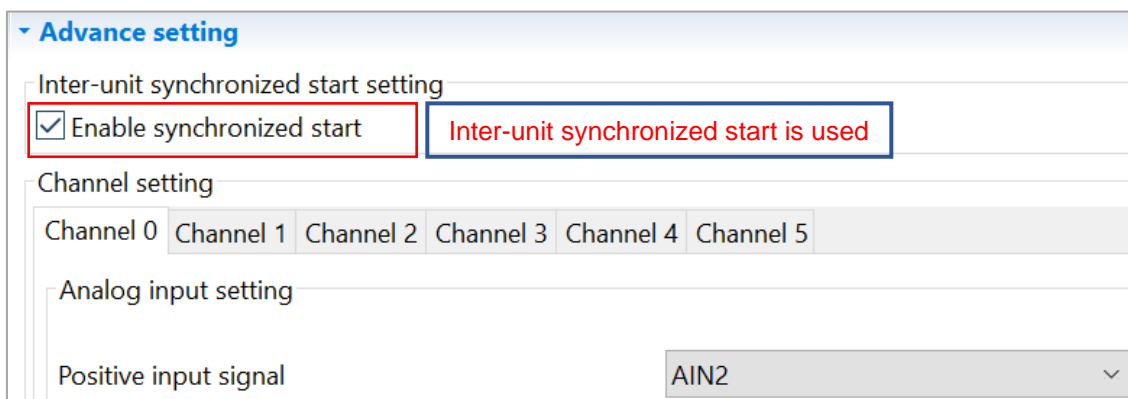 Advance setting
Inter-unit synchronized start setting
Enable synchronized start
Inter-unit synchronized start is used
Channel setting
Channel 0 Channel 1 Channel 2 Channel 3 Channel 4 Channel 5
Analog input setting
Positive input signal AIN2